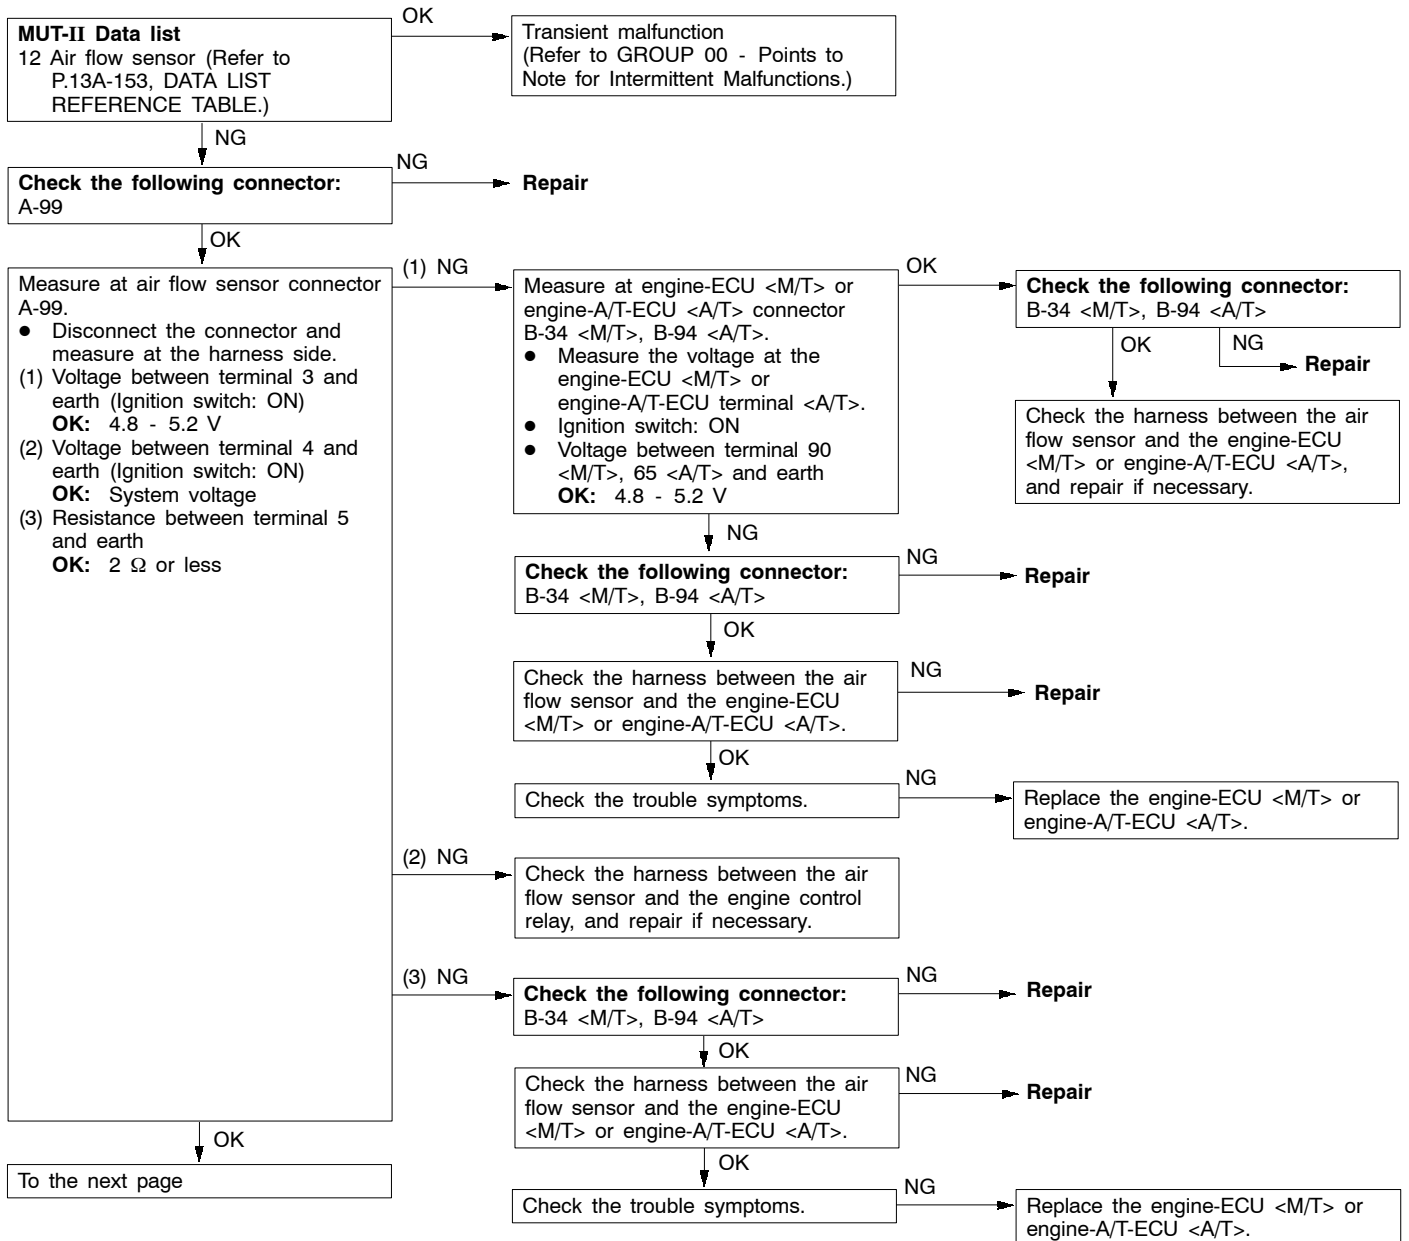 MUT-II Data list
12 Air flow sensor (Refer to
P.13A-153, DATA LIST
REFERENCE TABLE.)
OK
Transient malfunction
(Refer to GROUP 00 - Points to
Note for Intermittent Malfunctions.)
NG
Check the following connector:
A-99
NG
Repair
OK
Measure at air flow sensor connector
A-99.
● Disconnect the connector and
measure at the harness side.
(1) Voltage between terminal 3 and
earth (Ignition switch: ON)
OK: 4.8 - 5.2 V
(2) Voltage between terminal 4 and
earth (Ignition switch: ON)
OK: System voltage
(3) Resistance between terminal 5
and earth
OK: 2 Ω or less
(1) NG
Measure at engine-ECU <M/T> or
engine-A/T-ECU <A/T> connector
B-34 <M/T>, B-94 <A/T>.
● Measure the voltage at the
engine-ECU <M/T> or
engine-A/T-ECU terminal <A/T>.
● Ignition switch: ON
● Voltage between terminal 90
<M/T>, 65 <A/T> and earth
OK: 4.8 - 5.2 V
OK
Check the following connector:
B-34 <M/T>, B-94 <A/T>
OK
NG
Repair
Check the harness between the air
flow sensor and the engine-ECU
<M/T> or engine-A/T-ECU <A/T>,
and repair if necessary.
NG
Check the following connector:
B-34 <M/T>, B-94 <A/T>
NG
Repair
OK
Check the harness between the air
flow sensor and the engine-ECU
<M/T> or engine-A/T-ECU <A/T>.
NG
Repair
OK
Check the trouble symptoms.
NG
Replace the engine-ECU <M/T> or
engine-A/T-ECU <A/T>.
(2) NG
Check the harness between the air
flow sensor and the engine control
relay, and repair if necessary.
(3) NG
Check the following connector:
B-34 <M/T>, B-94 <A/T>
NG
Repair
OK
Check the harness between the air
flow sensor and the engine-ECU
<M/T> or engine-A/T-ECU <A/T>.
NG
Repair
OK
Check the trouble symptoms.
NG
Replace the engine-ECU <M/T> or
engine-A/T-ECU <A/T>.
OK
To the next page